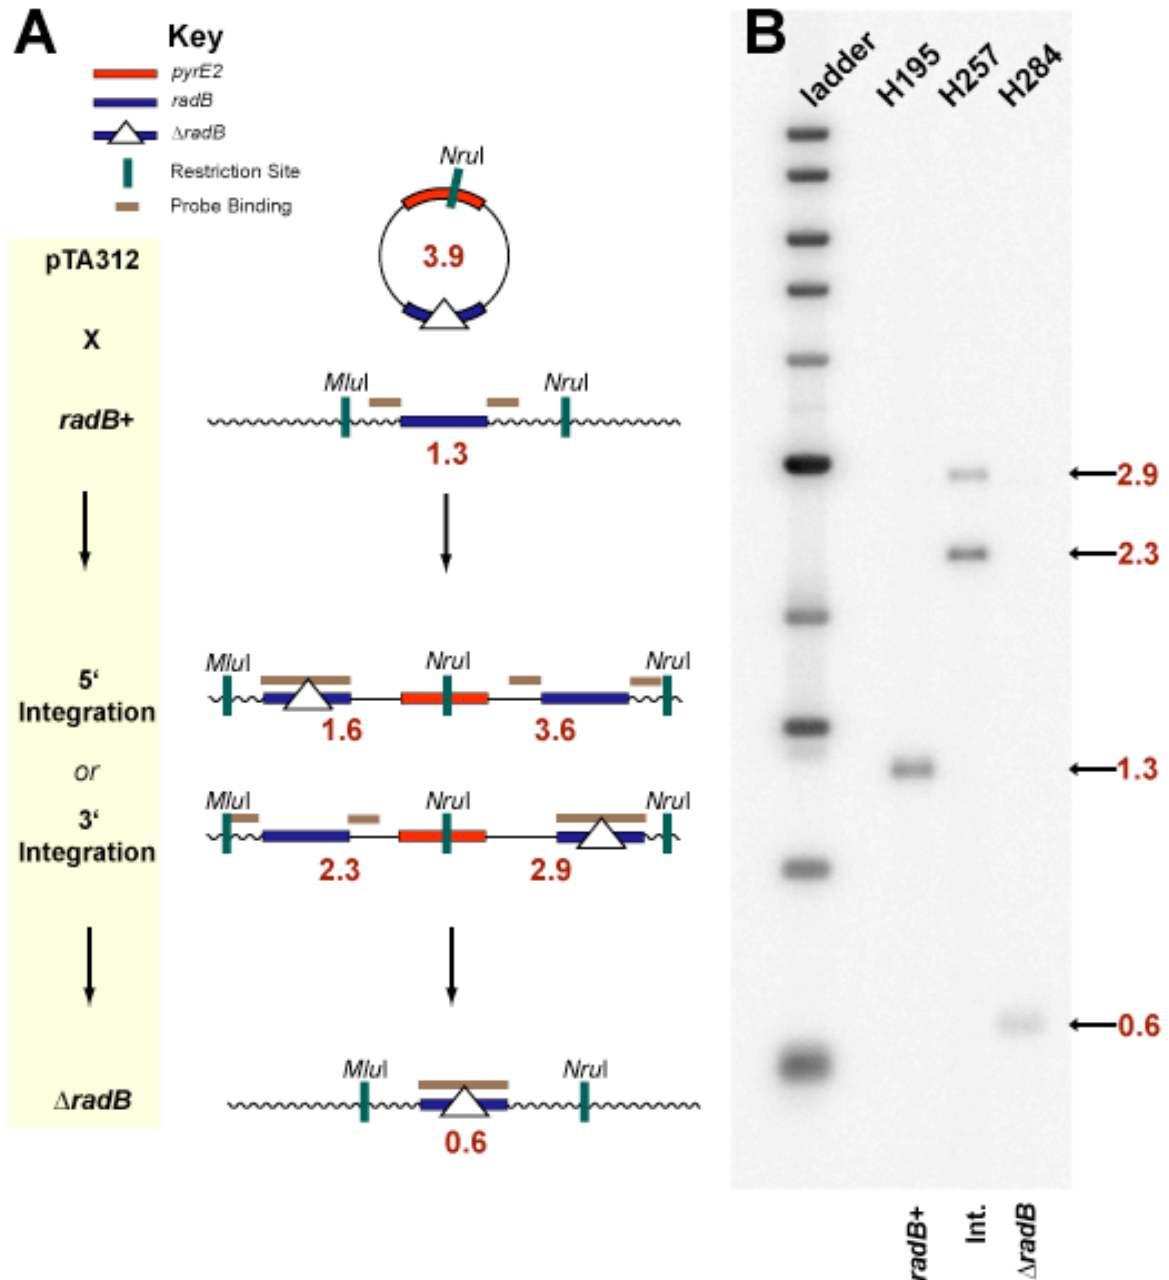 A
Key
pyrE2
radB
ΔradB
Restriction Site
Probe Binding
pTA312
X
radB+
NruI
3.9
MluI NruI
1.3
5‘
Integration
MluI NruI NruI
1.6 3.6
or
3‘
Integration
MluI NruI NruI
2.3 2.9
ΔradB
MluI NruI
0.6
B
ladder H195 H257 H284
2.9
2.3
1.3
0.6
radB+ Int. ΔradB